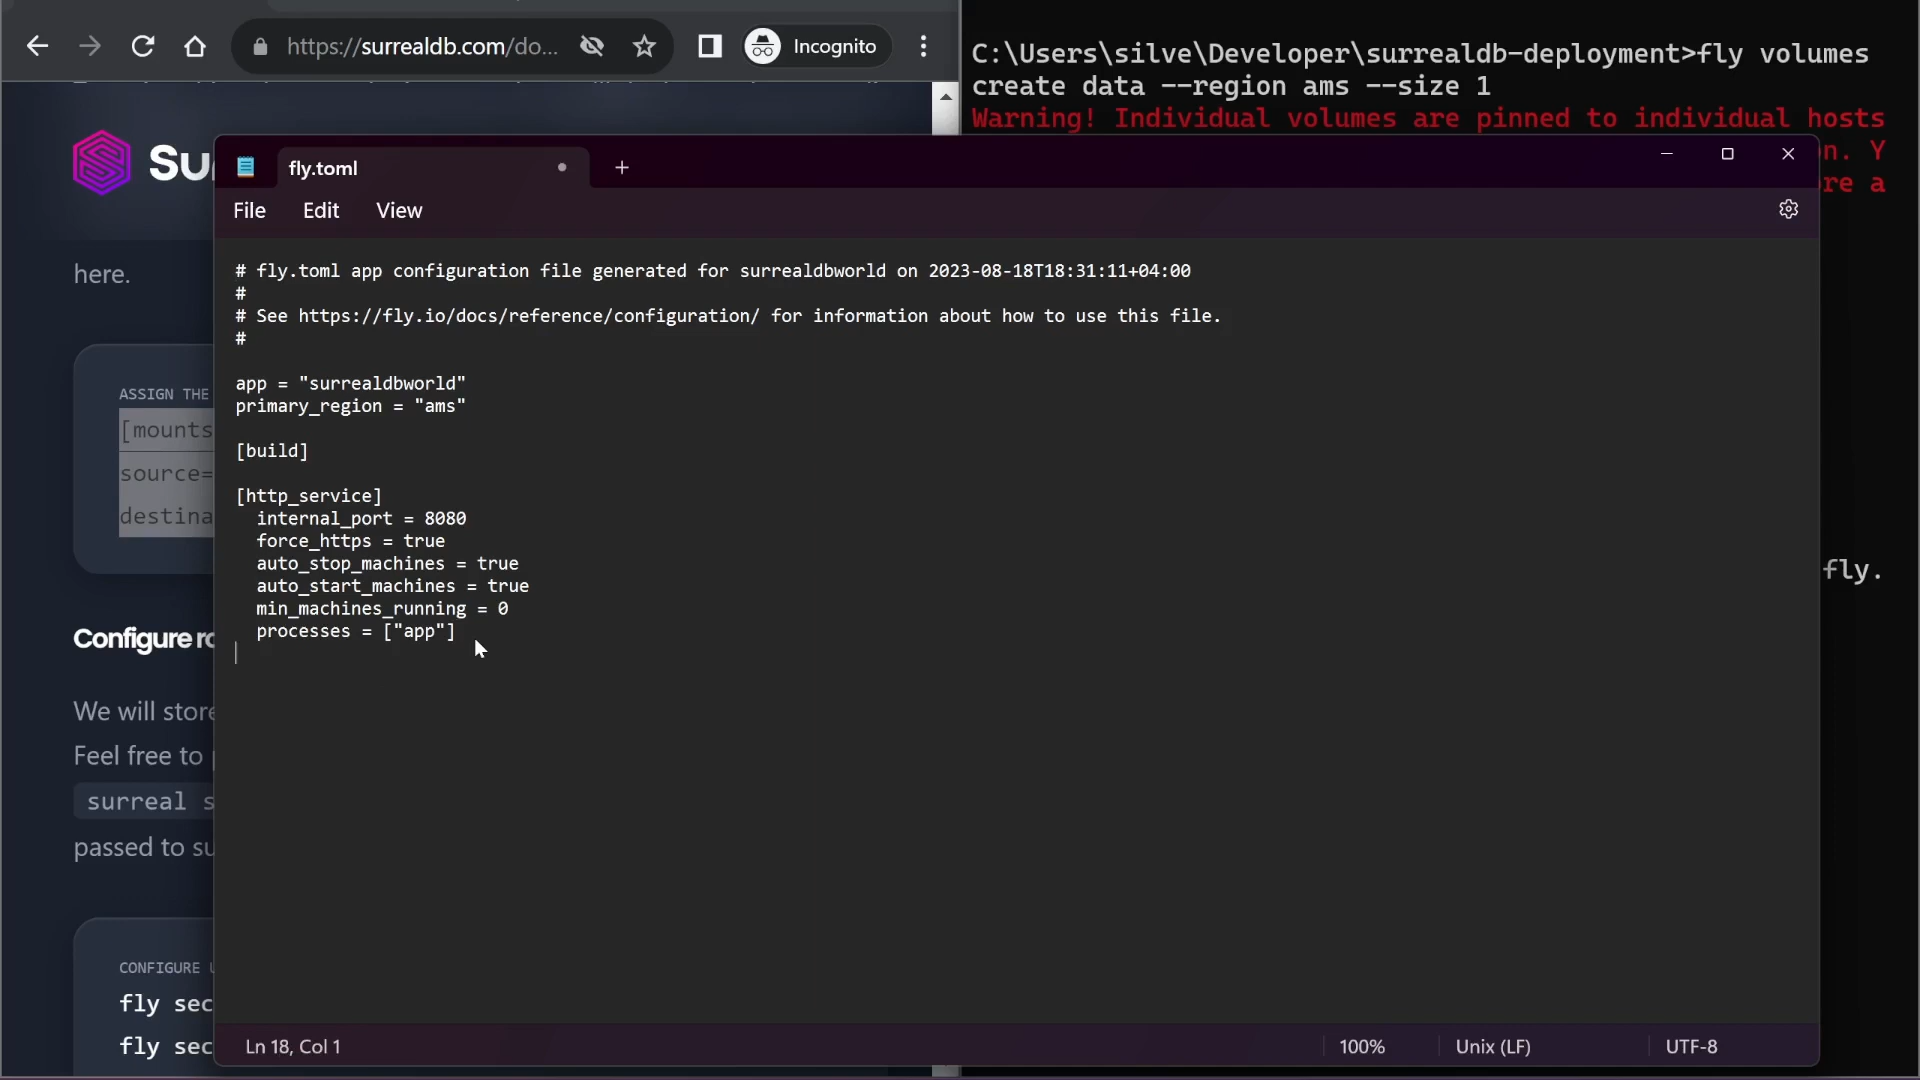 https://surrealdb.com/do...
Incognito
C:\Users\silve\Developer\surrealdb-deployment>fly volumes
create data --region ams --size 1
Warning! Individual volumes are pinned to individual hosts
n. Y
re a
fly.
Su
here.
ASSIGN THE
[mounts
source=
destina
Configure ro
We will store
Feel free to
surreal s
passed to su
CONFIGURE
fly sec
fly sec
fly.toml
File
Edit
View
# fly.toml app configuration file generated for surrealdbworld on 2023-08-18T18:31:11+04:00
#
# See https://fly.io/docs/reference/configuration/ for information about how to use this file.
#
app = "surrealdbworld"
primary_region = "ams"
[build]
[http_service]
internal_port = 8080
force_https = true
auto_stop_machines = true
auto_start_machines = true
min_machines_running = 0
processes = ["app"]
Ln 18, Col 1
100%
Unix (LF)
UTF-8